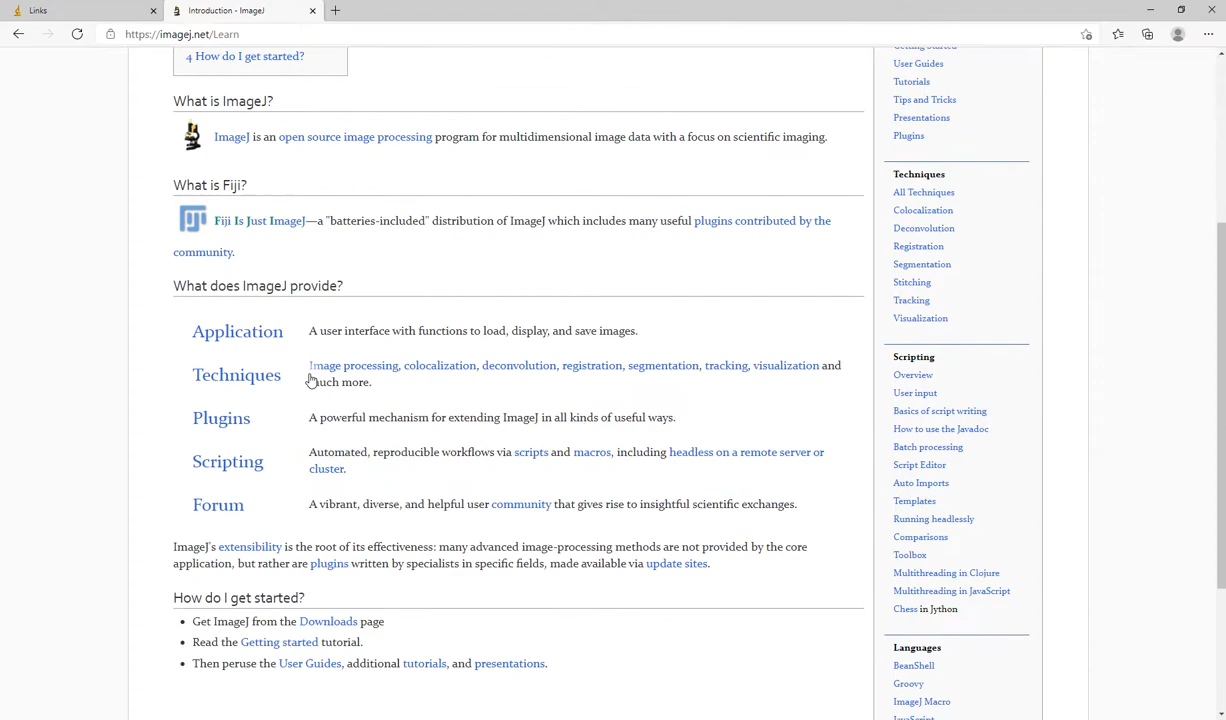 Links
Introduction - ImageJ
https://imagej.net/Learn
4 How do I get started?
What is ImageJ?
ImageJ is an open source image processing program for multidimensional image data with a focus on scientific imaging.
What is Fiji?
Fiji Is Just ImageJ—a "batteries-included" distribution of ImageJ which includes many useful plugins contributed by the
community.
What does ImageJ provide?
Application
A user interface with functions to load, display, and save images.
Techniques
Image processing, colocalization, deconvolution, registration, segmentation, tracking, visualization and
much more.
Plugins
A powerful mechanism for extending ImageJ in all kinds of useful ways.
Scripting
Automated, reproducible workflows via scripts and macros, including headless on a remote server or
cluster.
Forum
A vibrant, diverse, and helpful user community that gives rise to insightful scientific exchanges.
ImageJ's extensibility is the root of its effectiveness: many advanced image-processing methods are not provided by the core
application, but rather are plugins written by specialists in specific fields, made available via update sites.
How do I get started?
• Get ImageJ from the Downloads page
• Read the Getting started tutorial.
• Then peruse the User Guides, additional tutorials, and presentations.
Getting Started
User Guides
Tutorials
Tips and Tricks
Presentations
Plugins
Techniques
All Techniques
Colocalization
Deconvolution
Registration
Segmentation
Stitching
Tracking
Visualization
Scripting
Overview
User input
Basics of script writing
How to use the Javadoc
Batch processing
Script Editor
Auto Imports
Templates
Running headlessly
Comparisons
Toolbox
Multithreading in Clojure
Multithreading in JavaScript
Chess in Jython
Languages
BeanShell
Groovy
ImageJ Macro
JavaScript